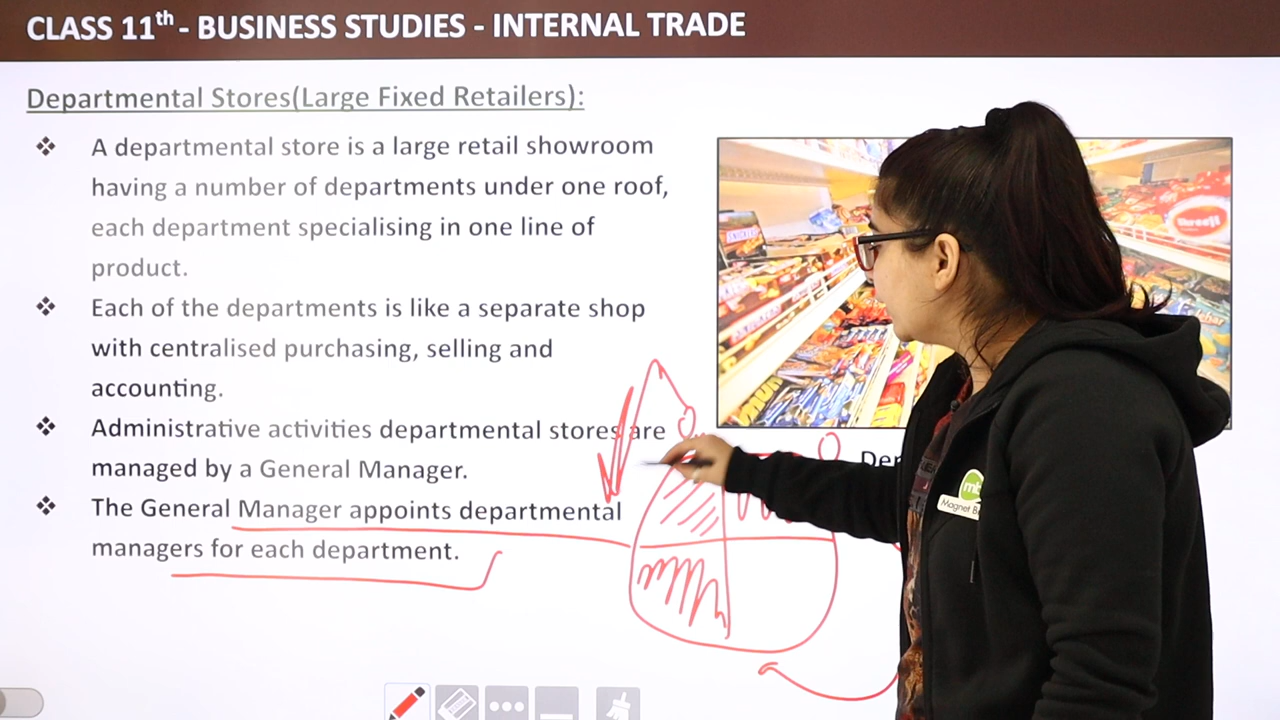 CLASS 11th - BUSINESS STUDIES - INTERNAL TRADE
Departmental Stores(Large Fixed Retailers):
❖ A departmental store is a large retail showroom
having a number of departments under one roof,
each department specialising in one line of
product.
❖ Each of the departments is like a separate shop
with centralised purchasing, selling and
accounting.
❖ Administrative activities departmental stores are
managed by a General Manager.
❖ The General Manager appoints departmental
managers for each department.
mb